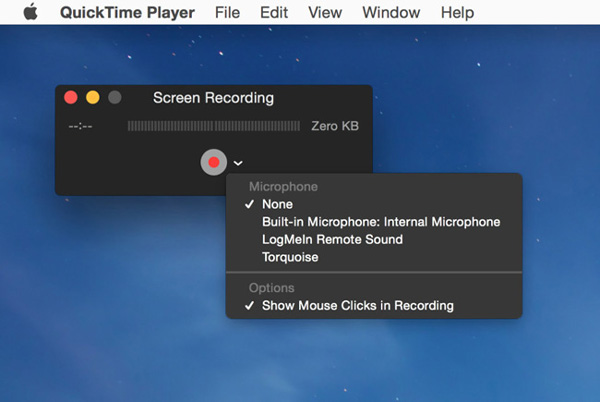 QuickTime Player File Edit View Window Help
Screen Recording
--:-- Zero KB
Microphone
✓ None
Built-in Microphone: Internal Microphone
LogMeIn Remote Sound
Torquoise
Options
✓ Show Mouse Clicks in Recording